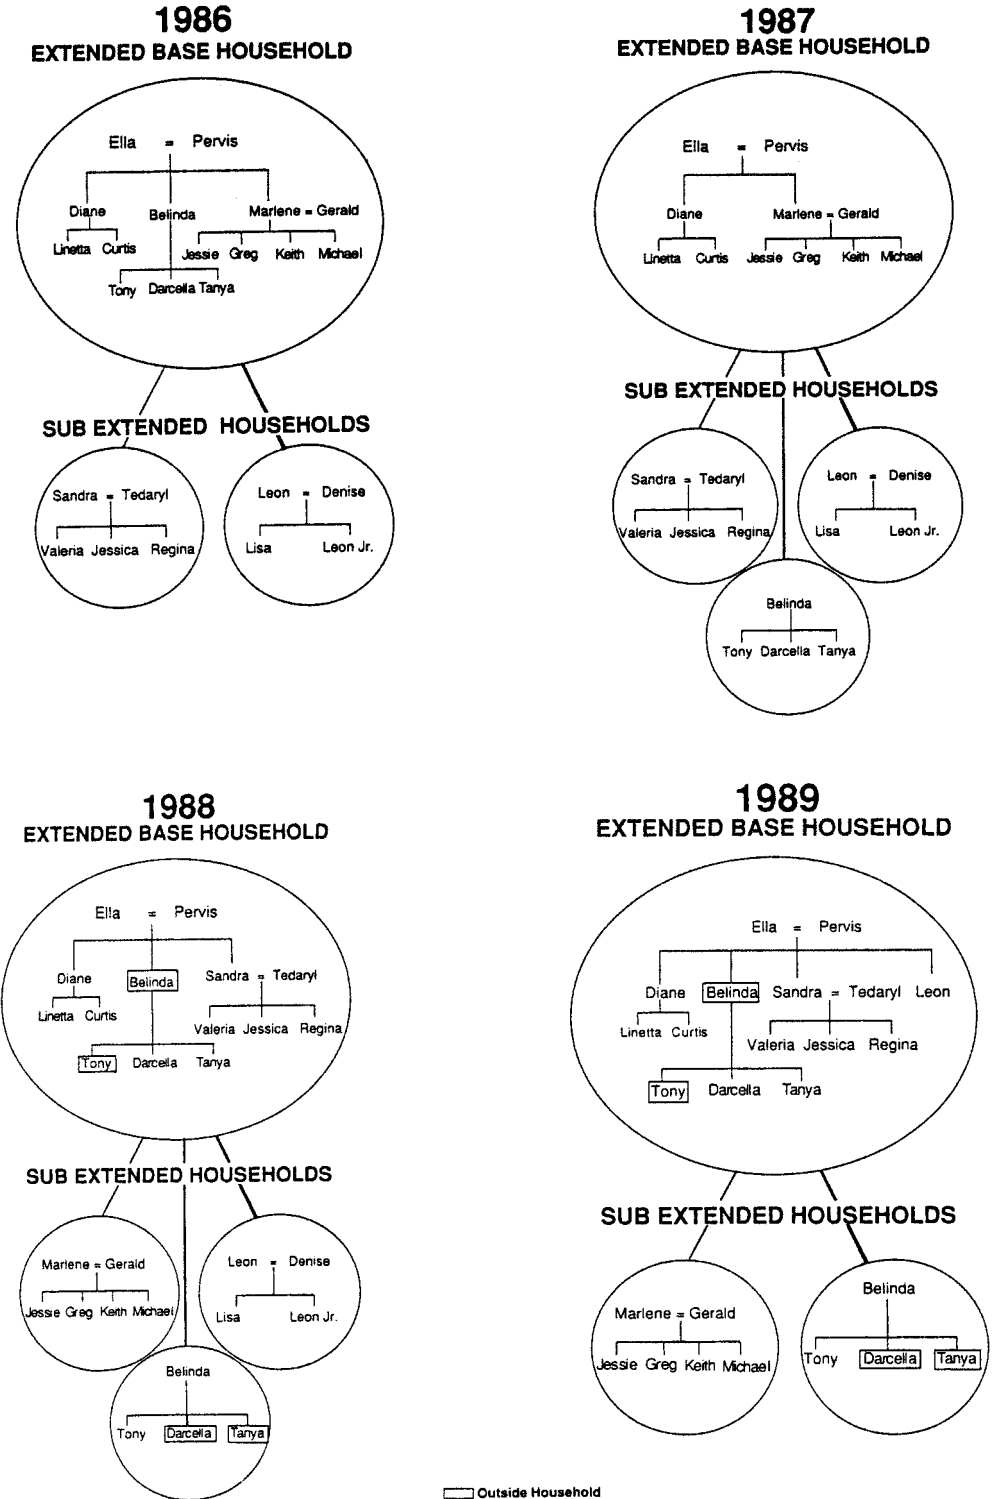 1986
EXTENDED BASE HOUSEHOLD
Ella = Pervis
Diane Belinda Marlene = Gerald
Linetta Curtis Jessie Greg Keith Michael
Tony Darcella Tanya
SUB EXTENDED HOUSEHOLDS
Sandra = Tedaryl
Valeria Jessica Regina
Leon = Denise
Lisa Leon Jr.
1987
EXTENDED BASE HOUSEHOLD
Ella = Pervis
Diane Marlene = Gerald
Linetta Curtis Jessie Greg Keith Michael
SUB EXTENDED HOUSEHOLDS
Sandra = Tedaryl
Valeria Jessica Regina
Leon = Denise
Lisa Leon Jr.
Belinda
Tony Darcella Tanya
1988
EXTENDED BASE HOUSEHOLD
Ella = Pervis
Diane Belinda Sandra = Tedaryl
Linetta Curtis Valeria Jessica Regina
Tony Darcella Tanya
SUB EXTENDED HOUSEHOLDS
Marlene = Gerald
Jessie Greg Keith Michael
Leon = Denise
Lisa Leon Jr.
Belinda
Tony Darcella Tanya
1989
EXTENDED BASE HOUSEHOLD
Ella = Pervis
Diane Belinda Sandra = Tedaryl Leon
Linetta Curtis Valeria Jessica Regina
Tony Darcella Tanya
SUB EXTENDED HOUSEHOLDS
Marlene = Gerald
Jessie Greg Keith Michael
Belinda
Tony Darcella Tanya
Outside Household